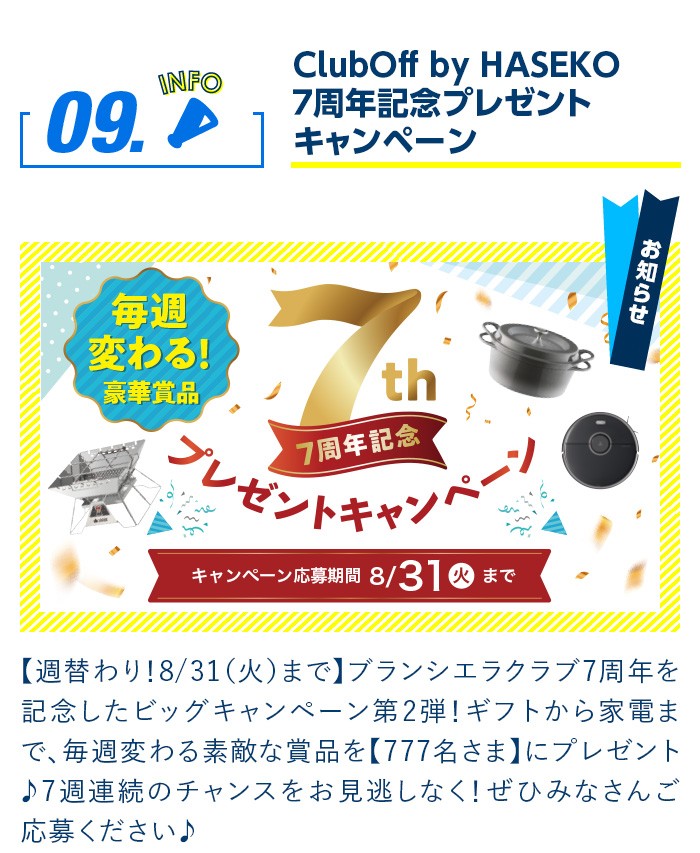 09.
INFO
ClubOff by HASEKO
7周年記念プレゼント
キャンペーン
お知らせ
毎週
変わる!
豪華賞品
7th
7周年記念
プレゼントキャンペーン
キャンペーン応募期間 8/31 火 まで
【週替わり!8/31(火)まで】ブランシエラクラブ7周年を
記念したビッグキャンペーン第2弾!ギフトから家電ま
で、毎週変わる素敵な賞品を【777名さま】にプレゼント
♪7週連続のチャンスをお見逃しなく!ぜひみなさんご
応募ください♪